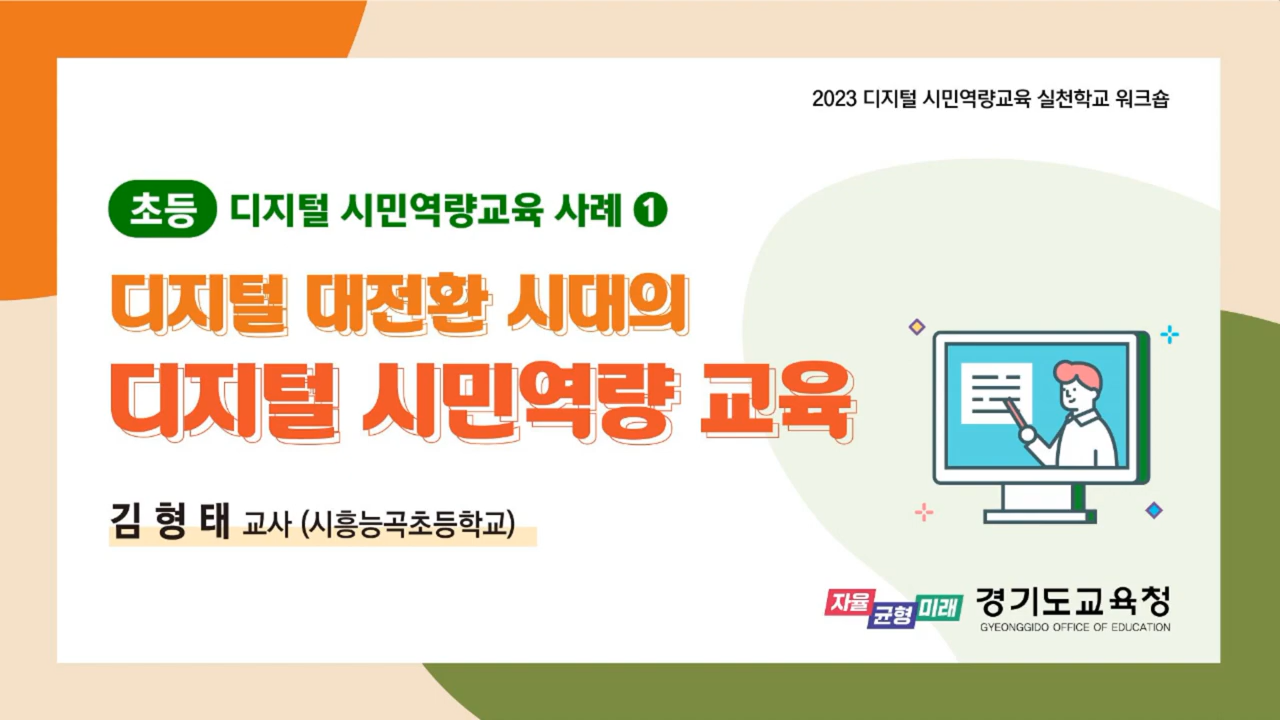 2023 디지털 시민역량교육 실천학교 워크숍
초등 디지털 시민역량교육 사례 ❶
디지털 대전환 시대의
디지털 시민역량 교육
김형태 교사 (시흥능곡초등학교)
자율 균형 미래 경기도교육청
GYEONGGIDO OFFICE OF EDUCATION